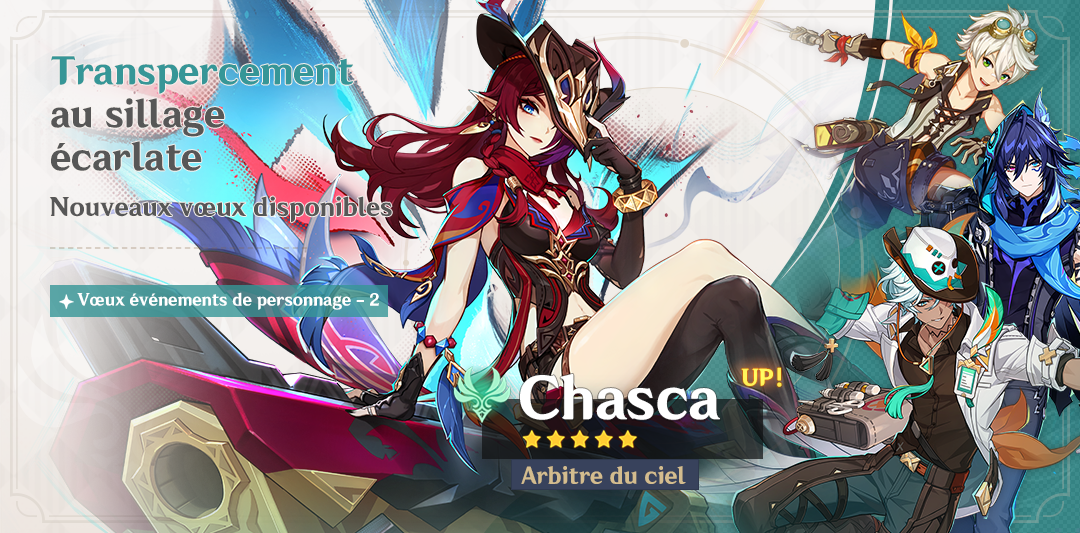 Transpercement
au sillage
écarlate
Nouveaux vœux disponibles
Vœux événements de personnage - 2
UP!
Chasca
Arbitre du ciel